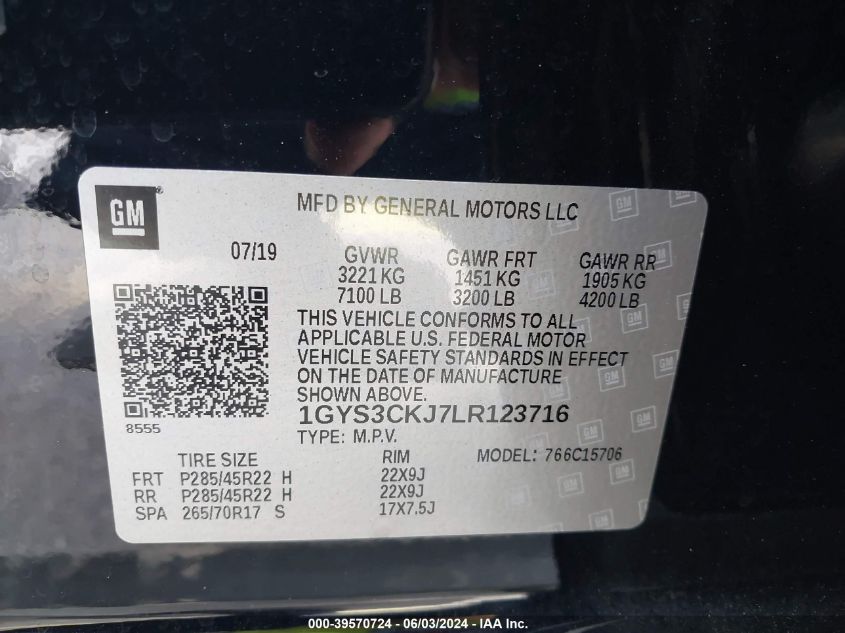 GM
MFD BY GENERAL MOTORS LLC
07/19
GVWR GAWR FRT GAWR RR
3221 KG 1451 KG 1905 KG
7100 LB 3200 LB 4200 LB
THIS VEHICLE CONFORMS TO ALL
APPLICABLE U.S. FEDERAL MOTOR
VEHICLE SAFETY STANDARDS IN EFFECT
ON THE DATE OF MANUFACTURE
SHOWN ABOVE.
8555
1GYS3CKJ7LR123716
TYPE: M.P.V.
TIRE SIZE RIM MODEL: 766C15706
FRT P285/45R22 H 22X9J
RR P285/45R22 H 22X9J
SPA 265/70R17 S 17X7.5J
000-39570724 — 06/03/2024 — IAA Inc.